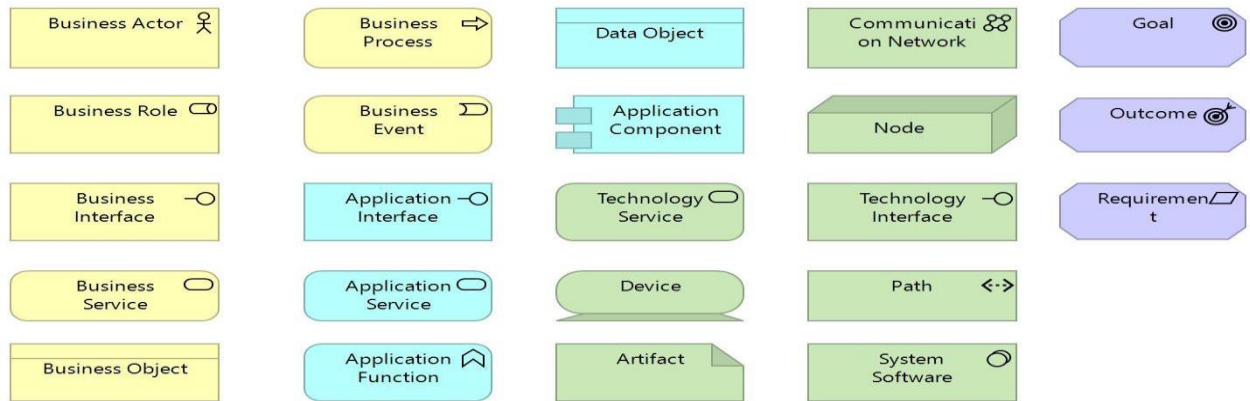 Business Actor
Business
Process
Data Object
Communicati
on Network
Goal
Business Role
Business
Event
Application
Component
Node
Outcome
Business
Interface
Application
Interface
Technology
Service
Technology
Interface
Requiremen
t
Business
Service
Application
Service
Device
Path
Business Object
Application
Function
Artifact
System
Software